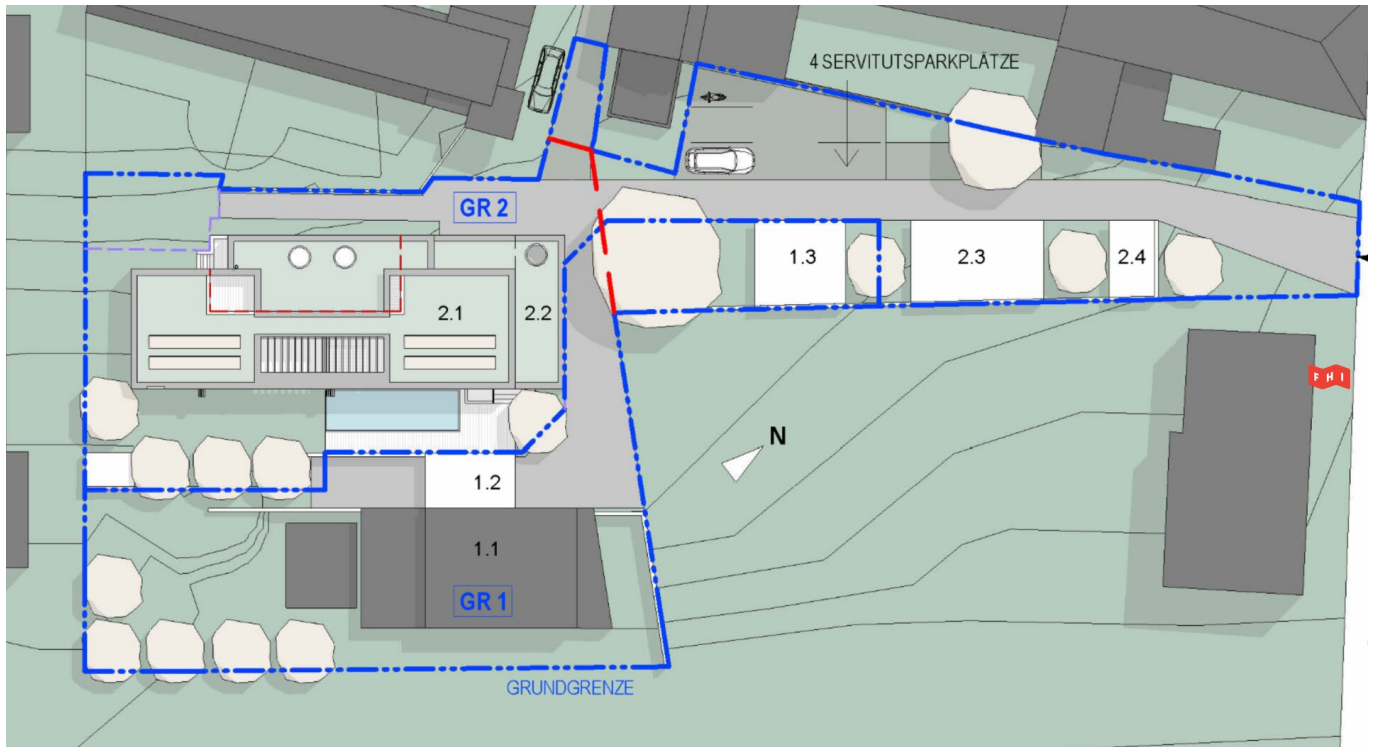 4 SERVITUTSPARKPLÄTZE
GR 2
1.3
2.3
2.4
2.1
2.2
FHI
N
1.2
1.1
GR 1
GRUNDGRENZE